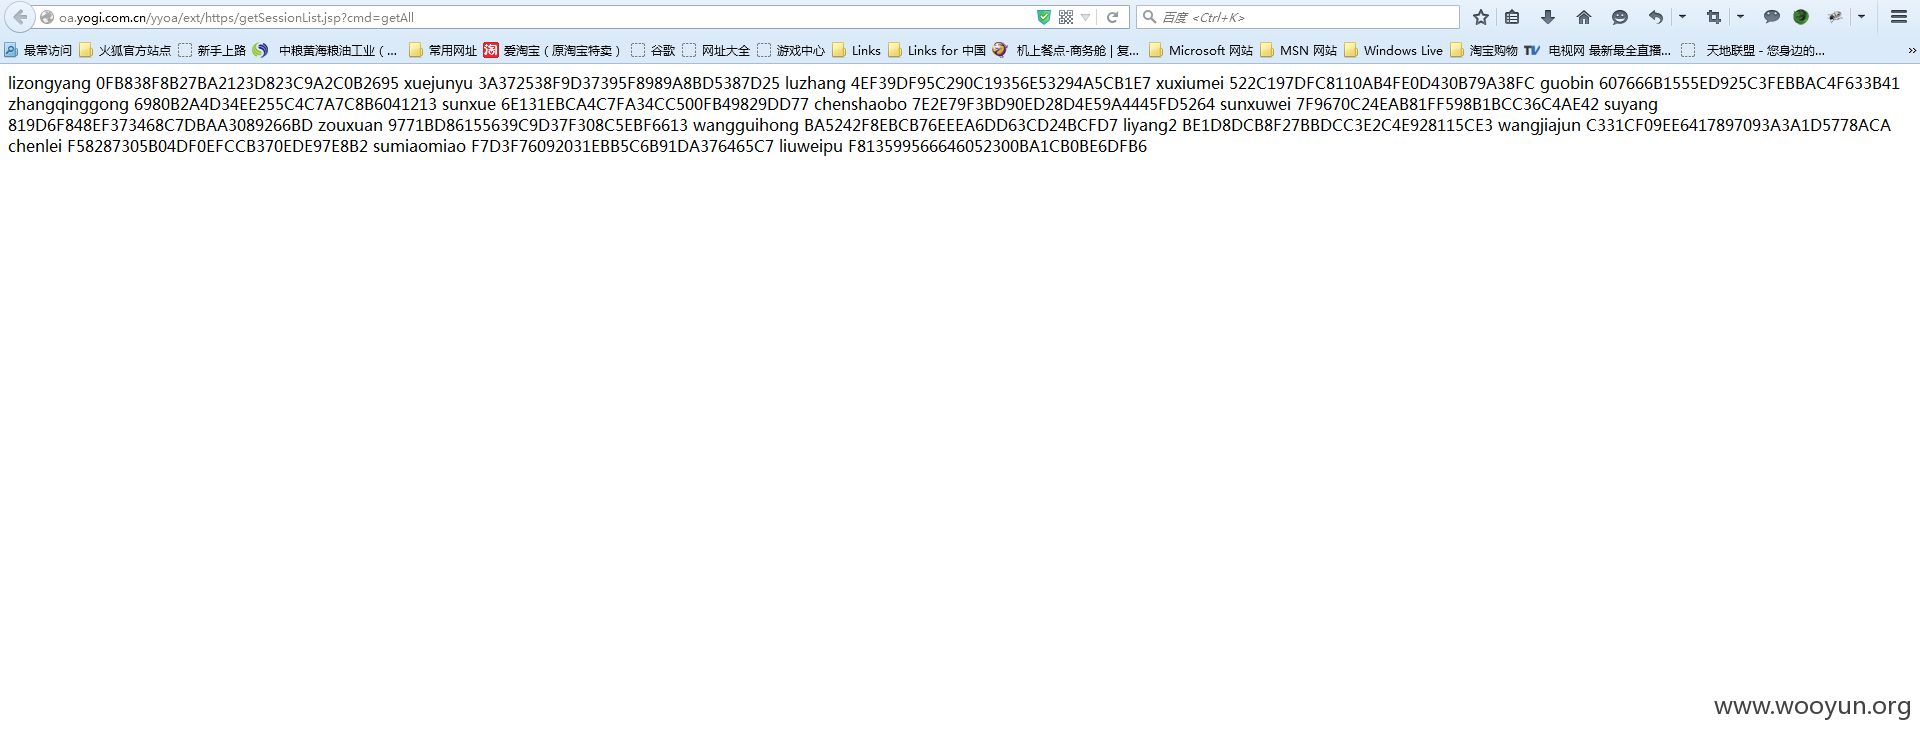 oa.yogi.com.cn/yyoa/ext/https/getSessionList.jsp?cmd=getAll
百度 <Ctrl+K>
最常访问 火狐官方站点 新手上路 中粮黄海粮油工业（... 常用网址 爱淘宝（原淘宝特卖） 谷歌 网址大全 游戏中心 Links Links for 中国 机上餐点-商务舱 | 复... Microsoft 网站 MSN 网站 Windows Live 淘宝购物 电视网 最新最全直播... 天地联盟 - 您身边的...
lizongyang 0FB838F8B27BA2123D823C9A2C0B2695 xuejunyu 3A372538F9D37395F8989A8BD5387D25 luzhang 4EF39DF95C290C19356E53294A5CB1E7 xuxiumei 522C197DFC8110AB4FE0D430B79A38FC guobin 607666B1555ED925C3FEBBAC4F633B41
zhangqinggong 6980B2A4D34EE255C4C7A7C8B6041213 sunxue 6E131EBCA4C7FA34CC500FB49829DD77 chenshaobo 7E2E79F3BD90ED28D4E59A4445FD5264 sunxuwei 7F9670C24EAB81FF598B1BCC36C4AE42 suyang
819D6F848EF373468C7DBAA3089266BD zouxuan 9771BD86155639C9D37F308C5EBF6613 wangguihong BA5242F8EBCB76EEEA6DD63CD24BCFD7 liyang2 BE1D8DCB8F27BBDCC3E2C4E928115CE3 wangjiajun C331CF09EE6417897093A3A1D5778ACA
chenlei F58287305B04DF0EFCCB370EDE97E8B2 sumiaomiao F7D3F76092031EBB5C6B91DA376465C7 liuweipu F813599566646052300BA1CB0BE6DFB6
www.wooyun.org